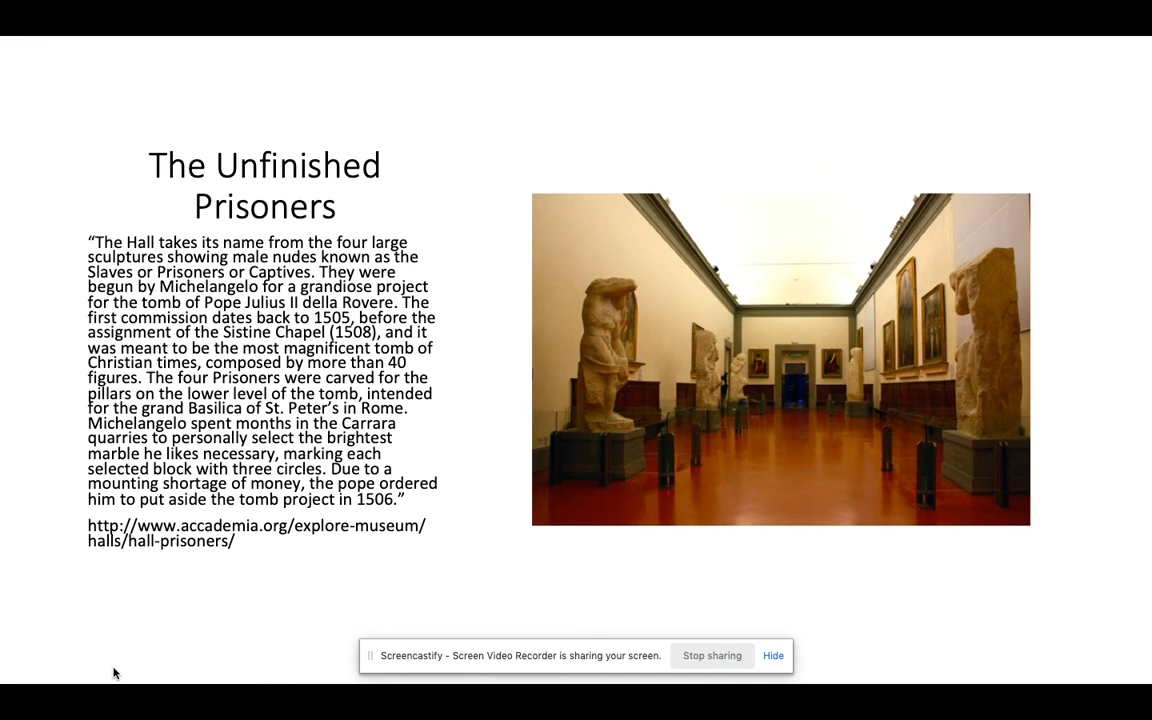 The Unfinished
Prisoners
“The Hall takes its name from the four large
sculptures showing male nudes known as the
Slaves or Prisoners or Captives. They were
begun by Michelangelo for a grandiose project
for the tomb of Pope Julius II della Rovere. The
first commission dates back to 1505, before the
assignment of the Sistine Chapel (1508), and it
was meant to be the most magnificent tomb of
Christian times, composed by more than 40
figures. The four Prisoners were carved for the
pillars on the lower level of the tomb, intended
for the grand Basilica of St. Peter’s in Rome.
Michelangelo spent months in the Carrara
quarries to personally select the brightest
marble he likes necessary, marking each
selected block with three circles. Due to a
mounting shortage of money, the pope ordered
him to put aside the tomb project in 1506.”
http://www.accademia.org/explore-museum/
halls/hall-prisoners/
Screencastify - Screen Video Recorder is sharing your screen. Stop sharing Hide